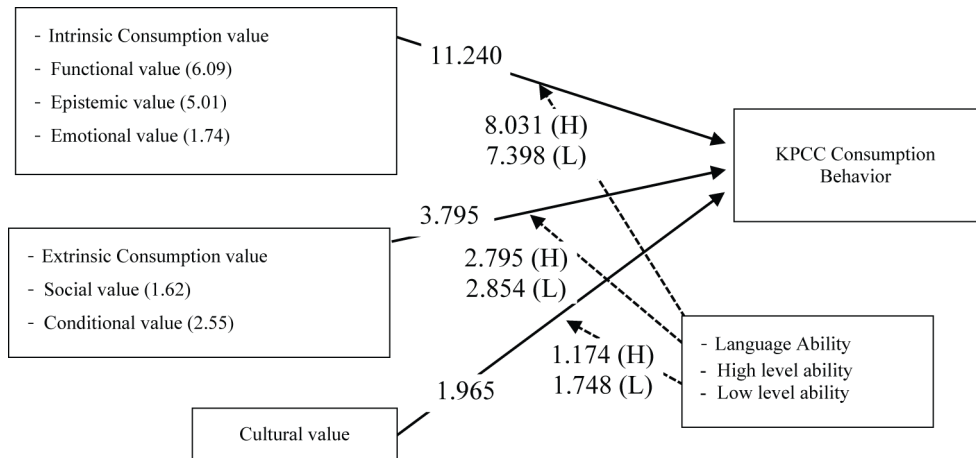 - Intrinsic Consumption value
- Functional value (6.09)
- Epistemic value (5.01)
- Emotional value (1.74)
11.240
8.031 (H)
7.398 (L)
KPCC Consumption
Behavior
3.795
- Extrinsic Consumption value
- Social value (1.62)
- Conditional value (2.55)
2.795 (H)
2.854 (L)
- Language Ability
- High level ability
- Low level ability
1.174 (H)
1.748 (L)
1.965
Cultural value